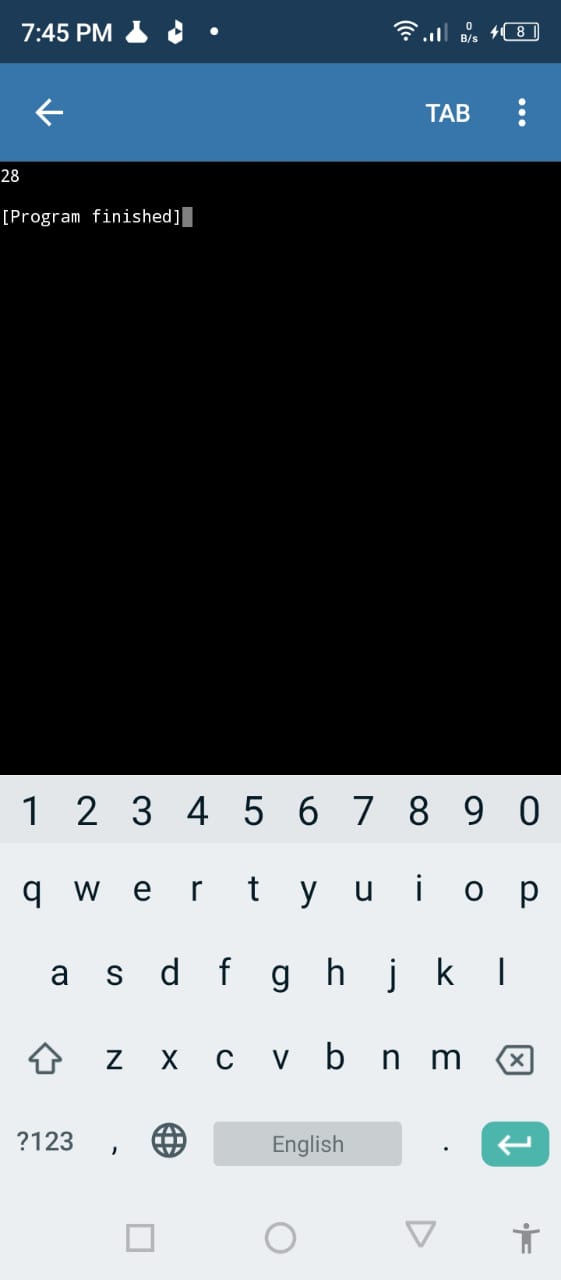 7:45 PM
0
B/s
8
TAB
28
[Program finished]
1 2 3 4 5 6 7 8 9 0
q w e r t y u i o p
a s d f g h j k l
z x c v b n m
?123 , English .